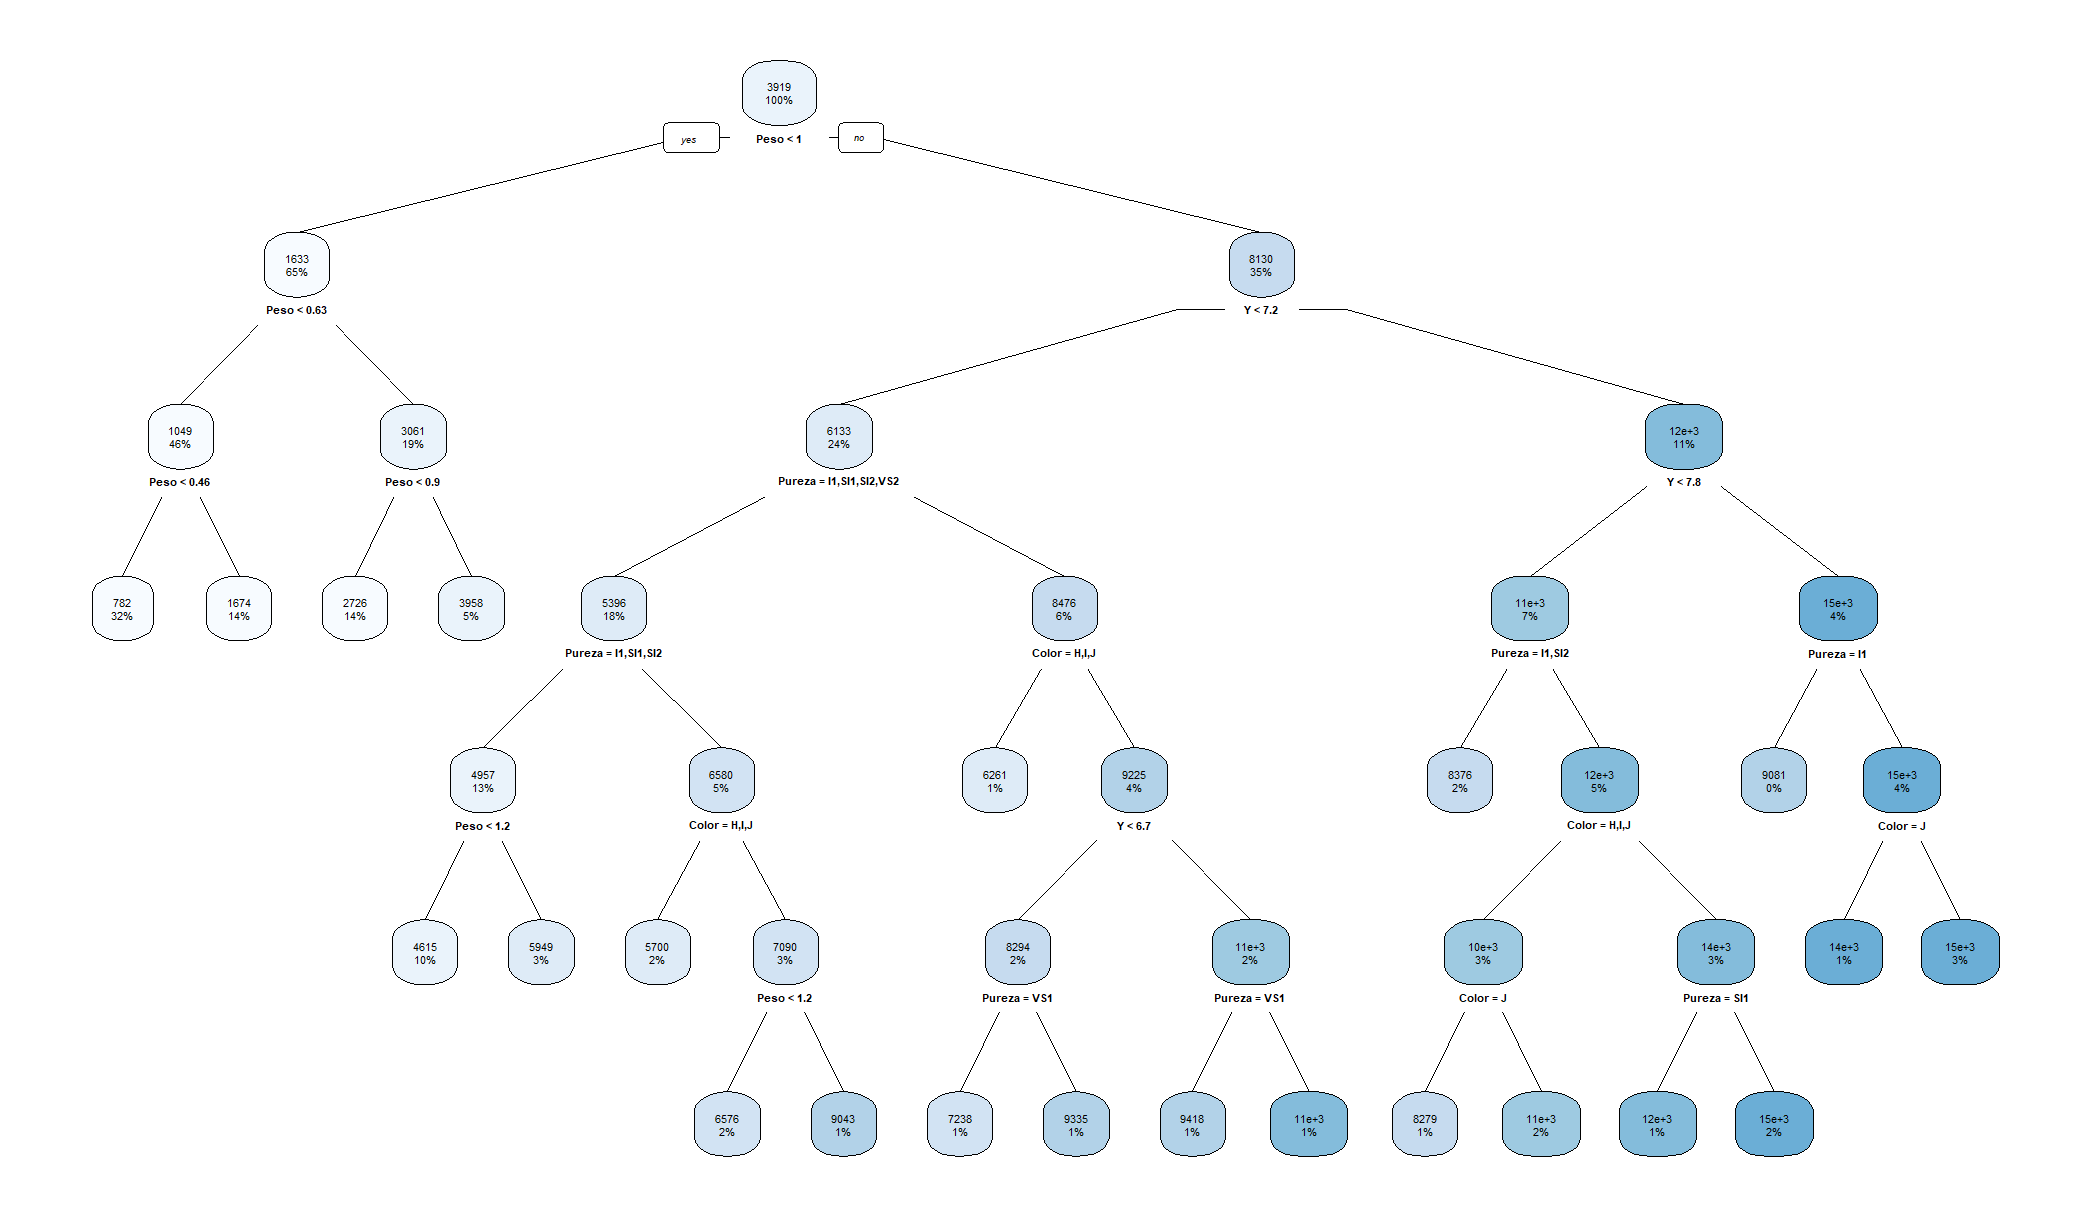 3919
100%
yes
Peso < 1
no
1633
65%
8130
35%
Peso < 0.63
Y < 7.2
1049
46%
3061
19%
6133
24%
12e+3
11%
Peso < 0.46
Peso < 0.9
Pureza = I1,SI1,SI2,VS2
Y < 7.8
782
32%
1674
14%
2726
14%
3958
5%
5396
18%
8476
6%
11e+3
7%
15e+3
4%
Pureza = I1,SI1,SI2
Color = H,I,J
Pureza = I1,SI2
Pureza = I1
4957
13%
6580
5%
6261
1%
9225
4%
8376
2%
12e+3
5%
9081
0%
15e+3
4%
Peso < 1.2
Color = H,I,J
Y < 6.7
Color = H,I,J
Color = J
4615
10%
5949
3%
5700
2%
7090
3%
8294
2%
11e+3
2%
10e+3
3%
14e+3
3%
14e+3
1%
15e+3
3%
Peso < 1.2
Pureza = VS1
Pureza = VS1
Color = J
Pureza = SI1
6576
2%
9043
1%
7238
1%
9335
1%
9418
1%
11e+3
1%
8279
1%
11e+3
2%
12e+3
1%
15e+3
2%